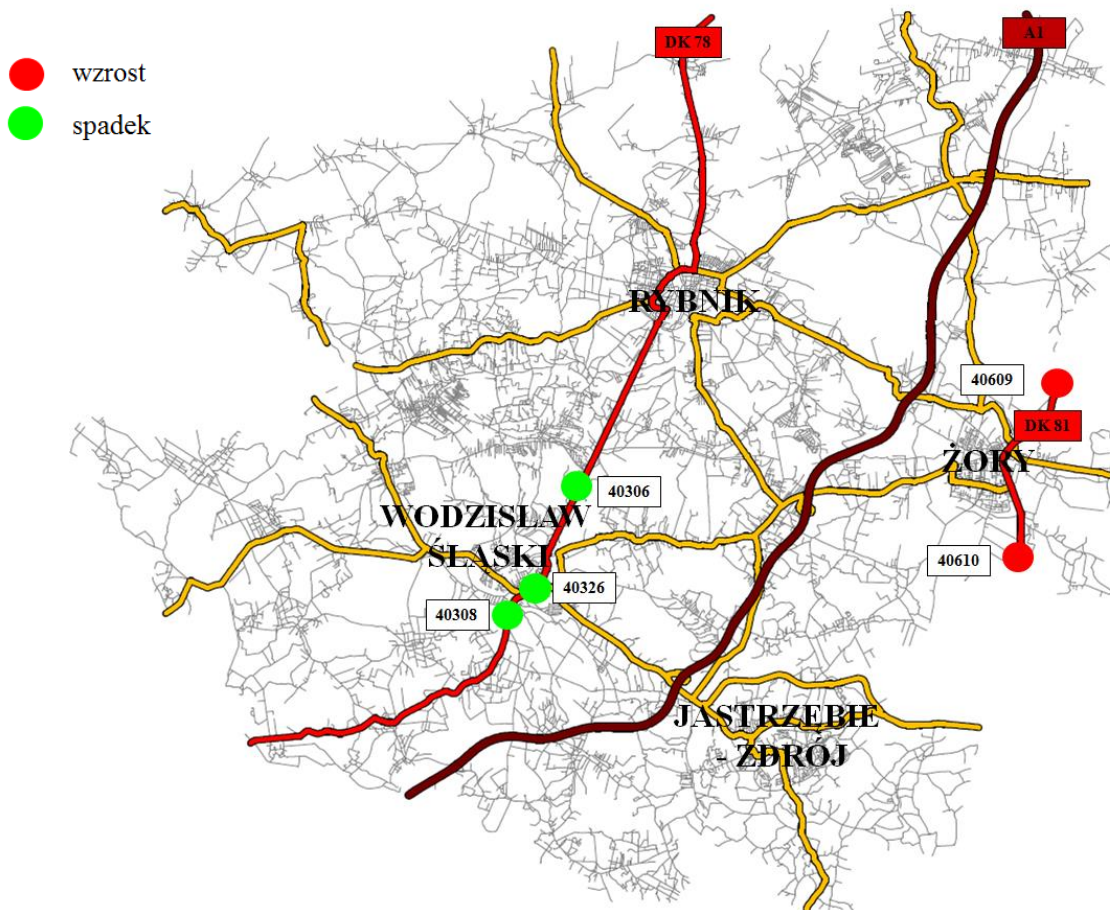 DK 78
A1
wzrost
spadek
RYBNIK
40609
DK 81
ŻORY
40306
WODZISŁAW
ŚLĄSKI
40610
40326
40308
JASTRZĘBIE
- ZDRÓJ